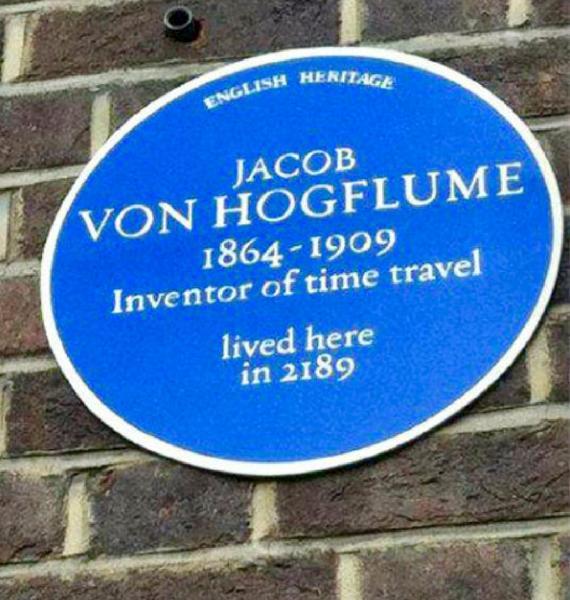 ENGLISH HERITAGE
JACOB
VON HOGFLUME
1864-1909
Inventor of time travel
lived here
in 2189